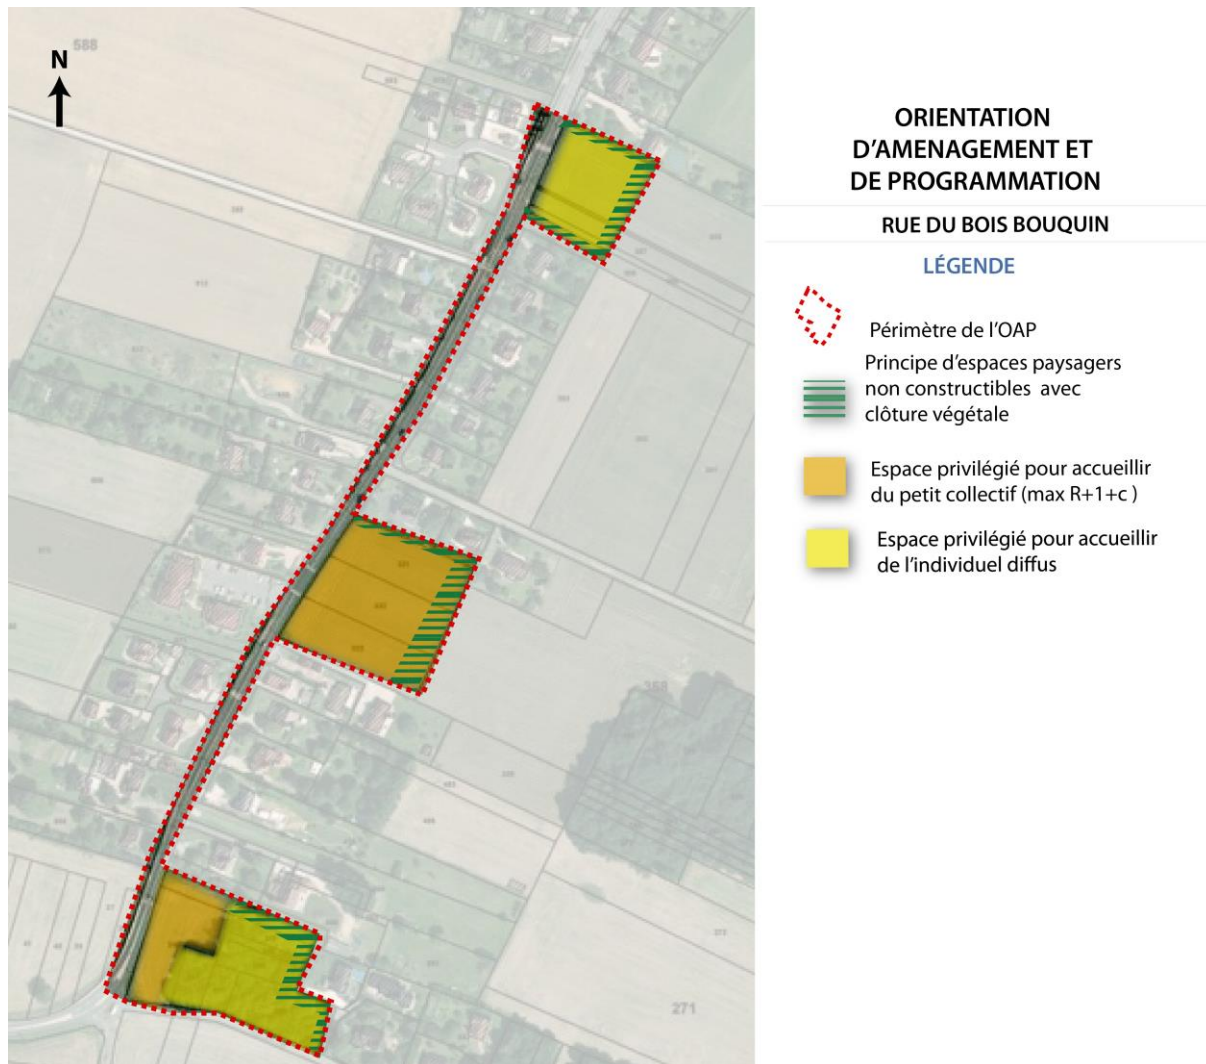 588
N
ORIENTATION
D'AMENAGEMENT ET
DE PROGRAMMATION
RUE DU BOIS BOUQUIN
LÉGENDE
Périmètre de l'OAP
Principe d'espaces paysagers
non constructibles avec
clôture végétale
Espace privilégié pour accueillir
du petit collectif (max R+1+c )
Espace privilégié pour accueillir
de l'individuel diffus
271